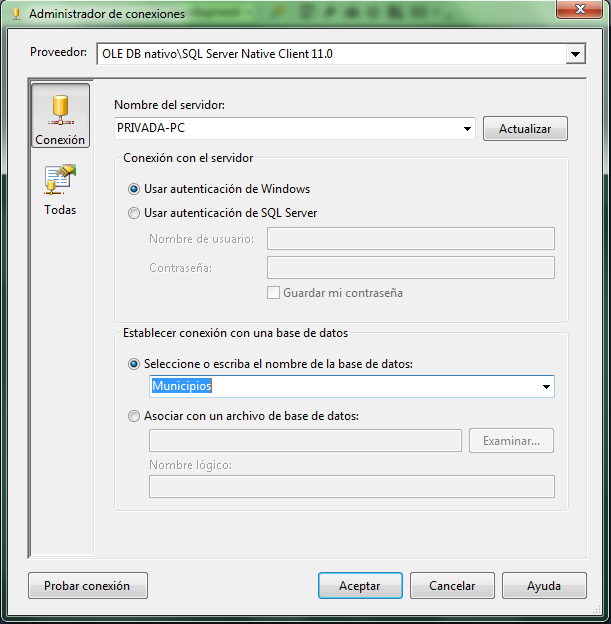 Administrador de conexiones
Proveedor:
OLE DB nativo\SQL Server Native Client 11.0
Conexión
Todas
Nombre del servidor:
PRIVADA-PC
Actualizar
Conexión con el servidor
Usar autenticación de Windows
Usar autenticación de SQL Server
Nombre de usuario:
Contraseña:
Guardar mi contraseña
Establecer conexión con una base de datos
Seleccione o escriba el nombre de la base de datos:
Municipios
Asociar con un archivo de base de datos:
Examinar...
Nombre lógico:
Probar conexión
Aceptar
Cancelar
Ayuda